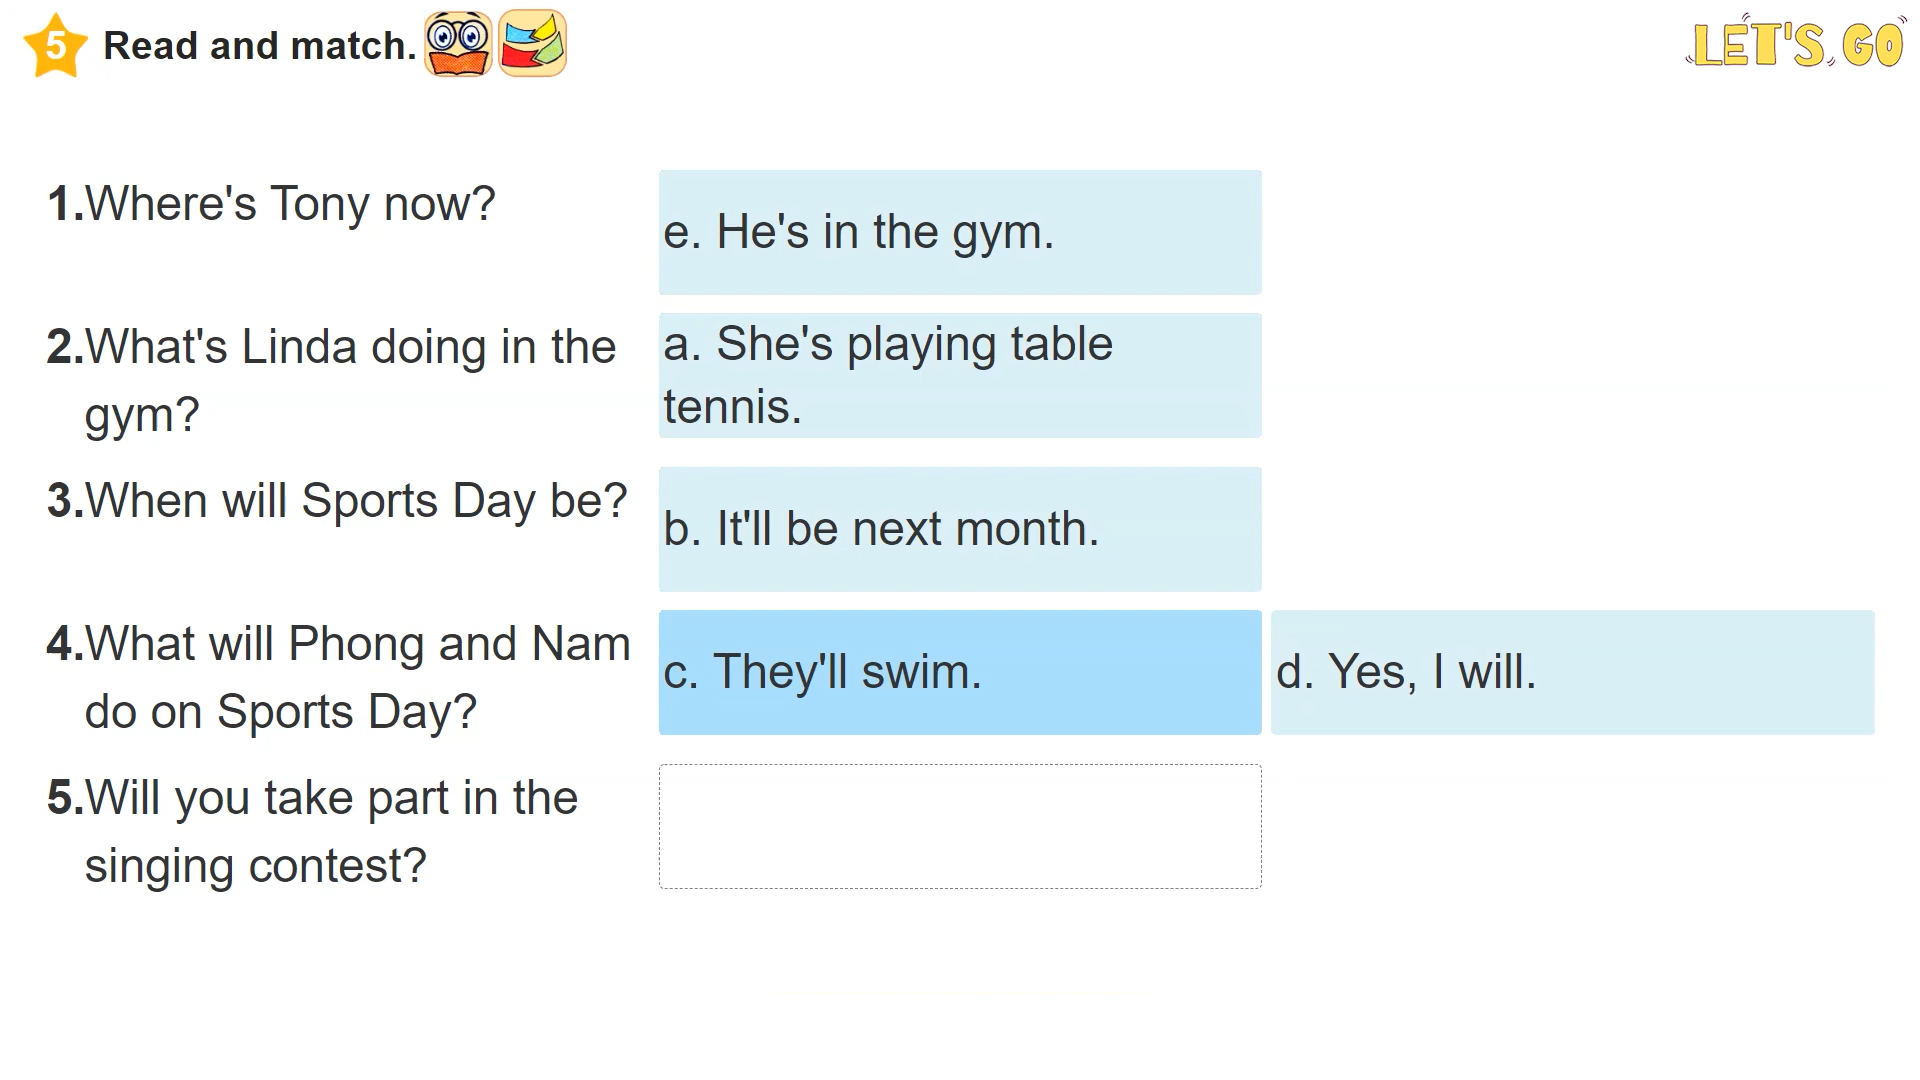 5 Read and match.
LET'S GO
1.Where's Tony now?
e. He's in the gym.
2.What's Linda doing in the
gym?
a. She's playing table
tennis.
3.When will Sports Day be?
b. It'll be next month.
4.What will Phong and Nam
do on Sports Day?
c. They'll swim.
d. Yes, I will.
5.Will you take part in the
singing contest?